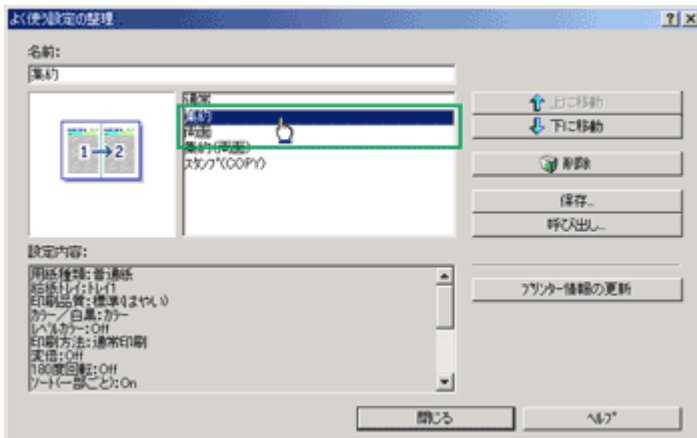 よく使う設定の整理
名前:
集約
通常
集約
両面
集約(両面)
スタンプ(COPY)
1 2
上に移動
下に移動
削除
保存...
呼び出し...
プリンター情報の更新
設定内容:
用紙種類:普通紙
給紙トレイ:トレイ1
印刷品質:標準(はやい)
カラー/白黒:カラー
レベルカラー:Off
印刷方法:通常印刷
変倍:Off
180度回転:Off
ソート(一部ごと):On
閉じる
ヘルプ